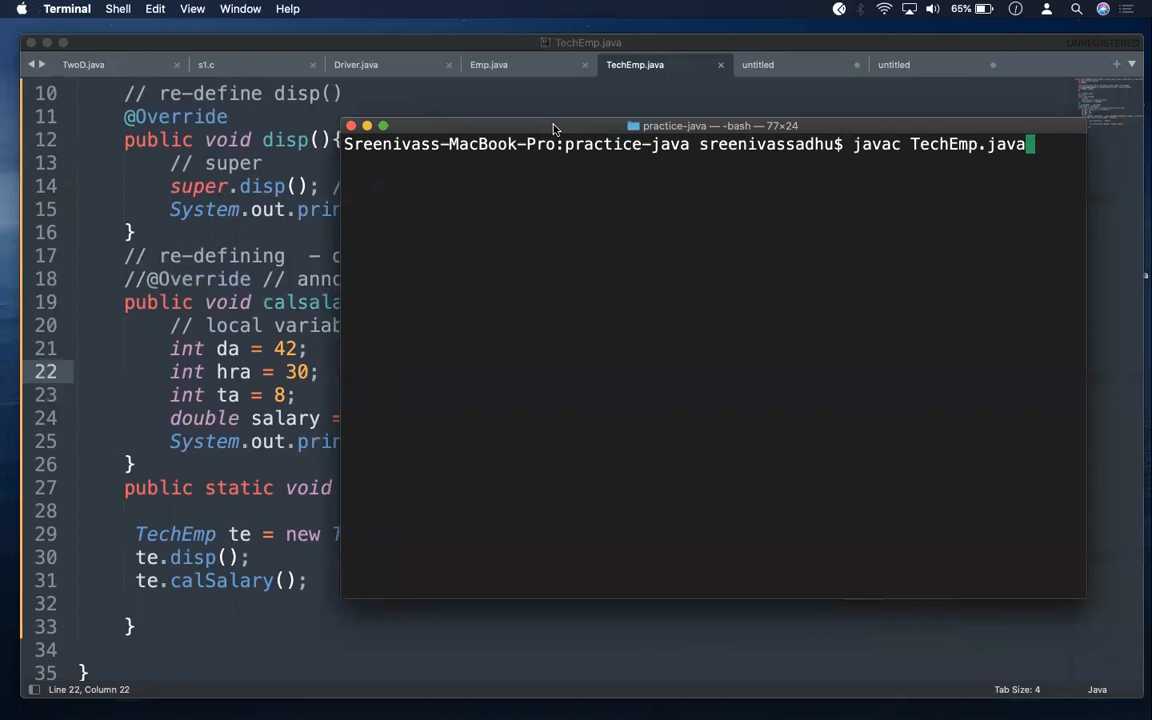 Terminal Shell Edit View Window Help 65%
TechEmp.java UNREGISTERED
TwoD.java s1.c Driver.java Emp.java TechEmp.java untitled untitled
10 // re-define disp()
11 @Override
practice-java — -bash — 77×24
12 public void disp(){
Sreenivass-MacBook-Pro:practice-java sreenivassadhu$ javac TechEmp.java
13 // super
14 super.disp(); /
15 System.out.prin
16 }
17 // re-defining - c
18 //@Override // anno
19 public void calsala
20 // local variab
21 int da = 42;
22 int hra = 30;
23 int ta = 8;
24 double salary =
25 System.out.prin
26 }
27 public static void
28
29 TechEmp te = new T
30 te.disp();
31 te.calSalary();
32
33 }
34
35 }
Line 22, Column 22 Tab Size: 4 Java